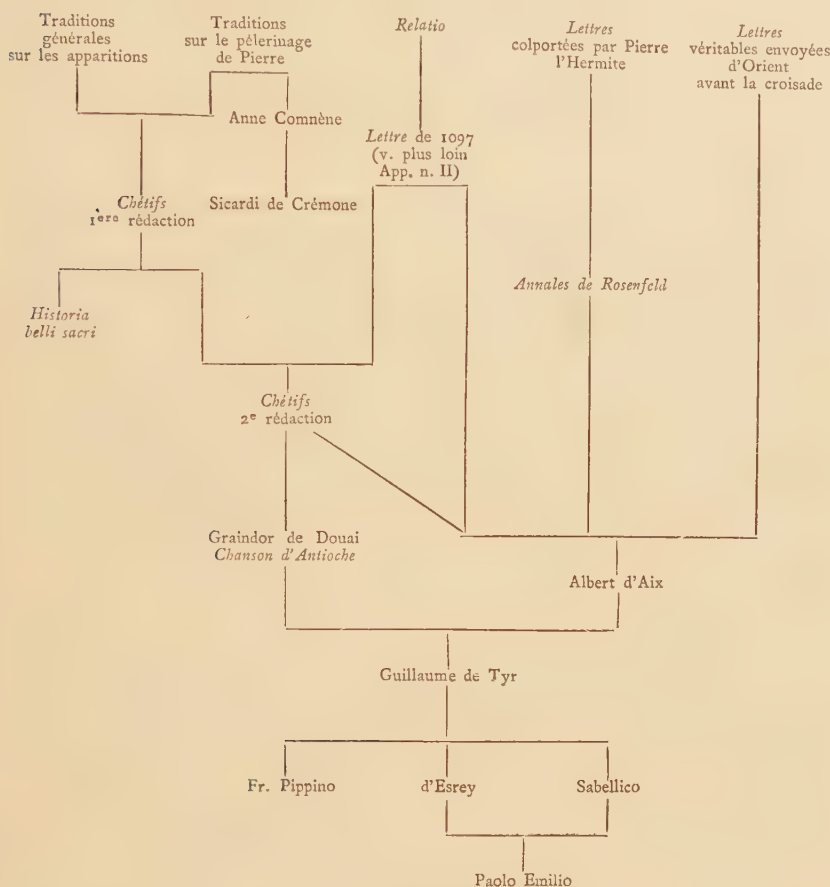 Traditions
générales
sur les apparitions
Traditions
sur le pélerinage
de Pierre
Relatio
Lettres
colportées par Pierre
l'Hermite
Lettres
véritables envoyées
d'Orient
avant la croisade
Anne Comnène
Lettre de 1097
(v. plus loin
App. n. II)
Chétifs
1ère rédaction
Sicardi de Crémone
Annales de Rosenfeld
Historia
belli sacri
Chétifs
2e rédaction
Graindor de Douai
Chanson d'Antioche
Albert d'Aix
Guillaume de Tyr
Fr. Pippino
d'Esrey
Sabellico
Paolo Emilio